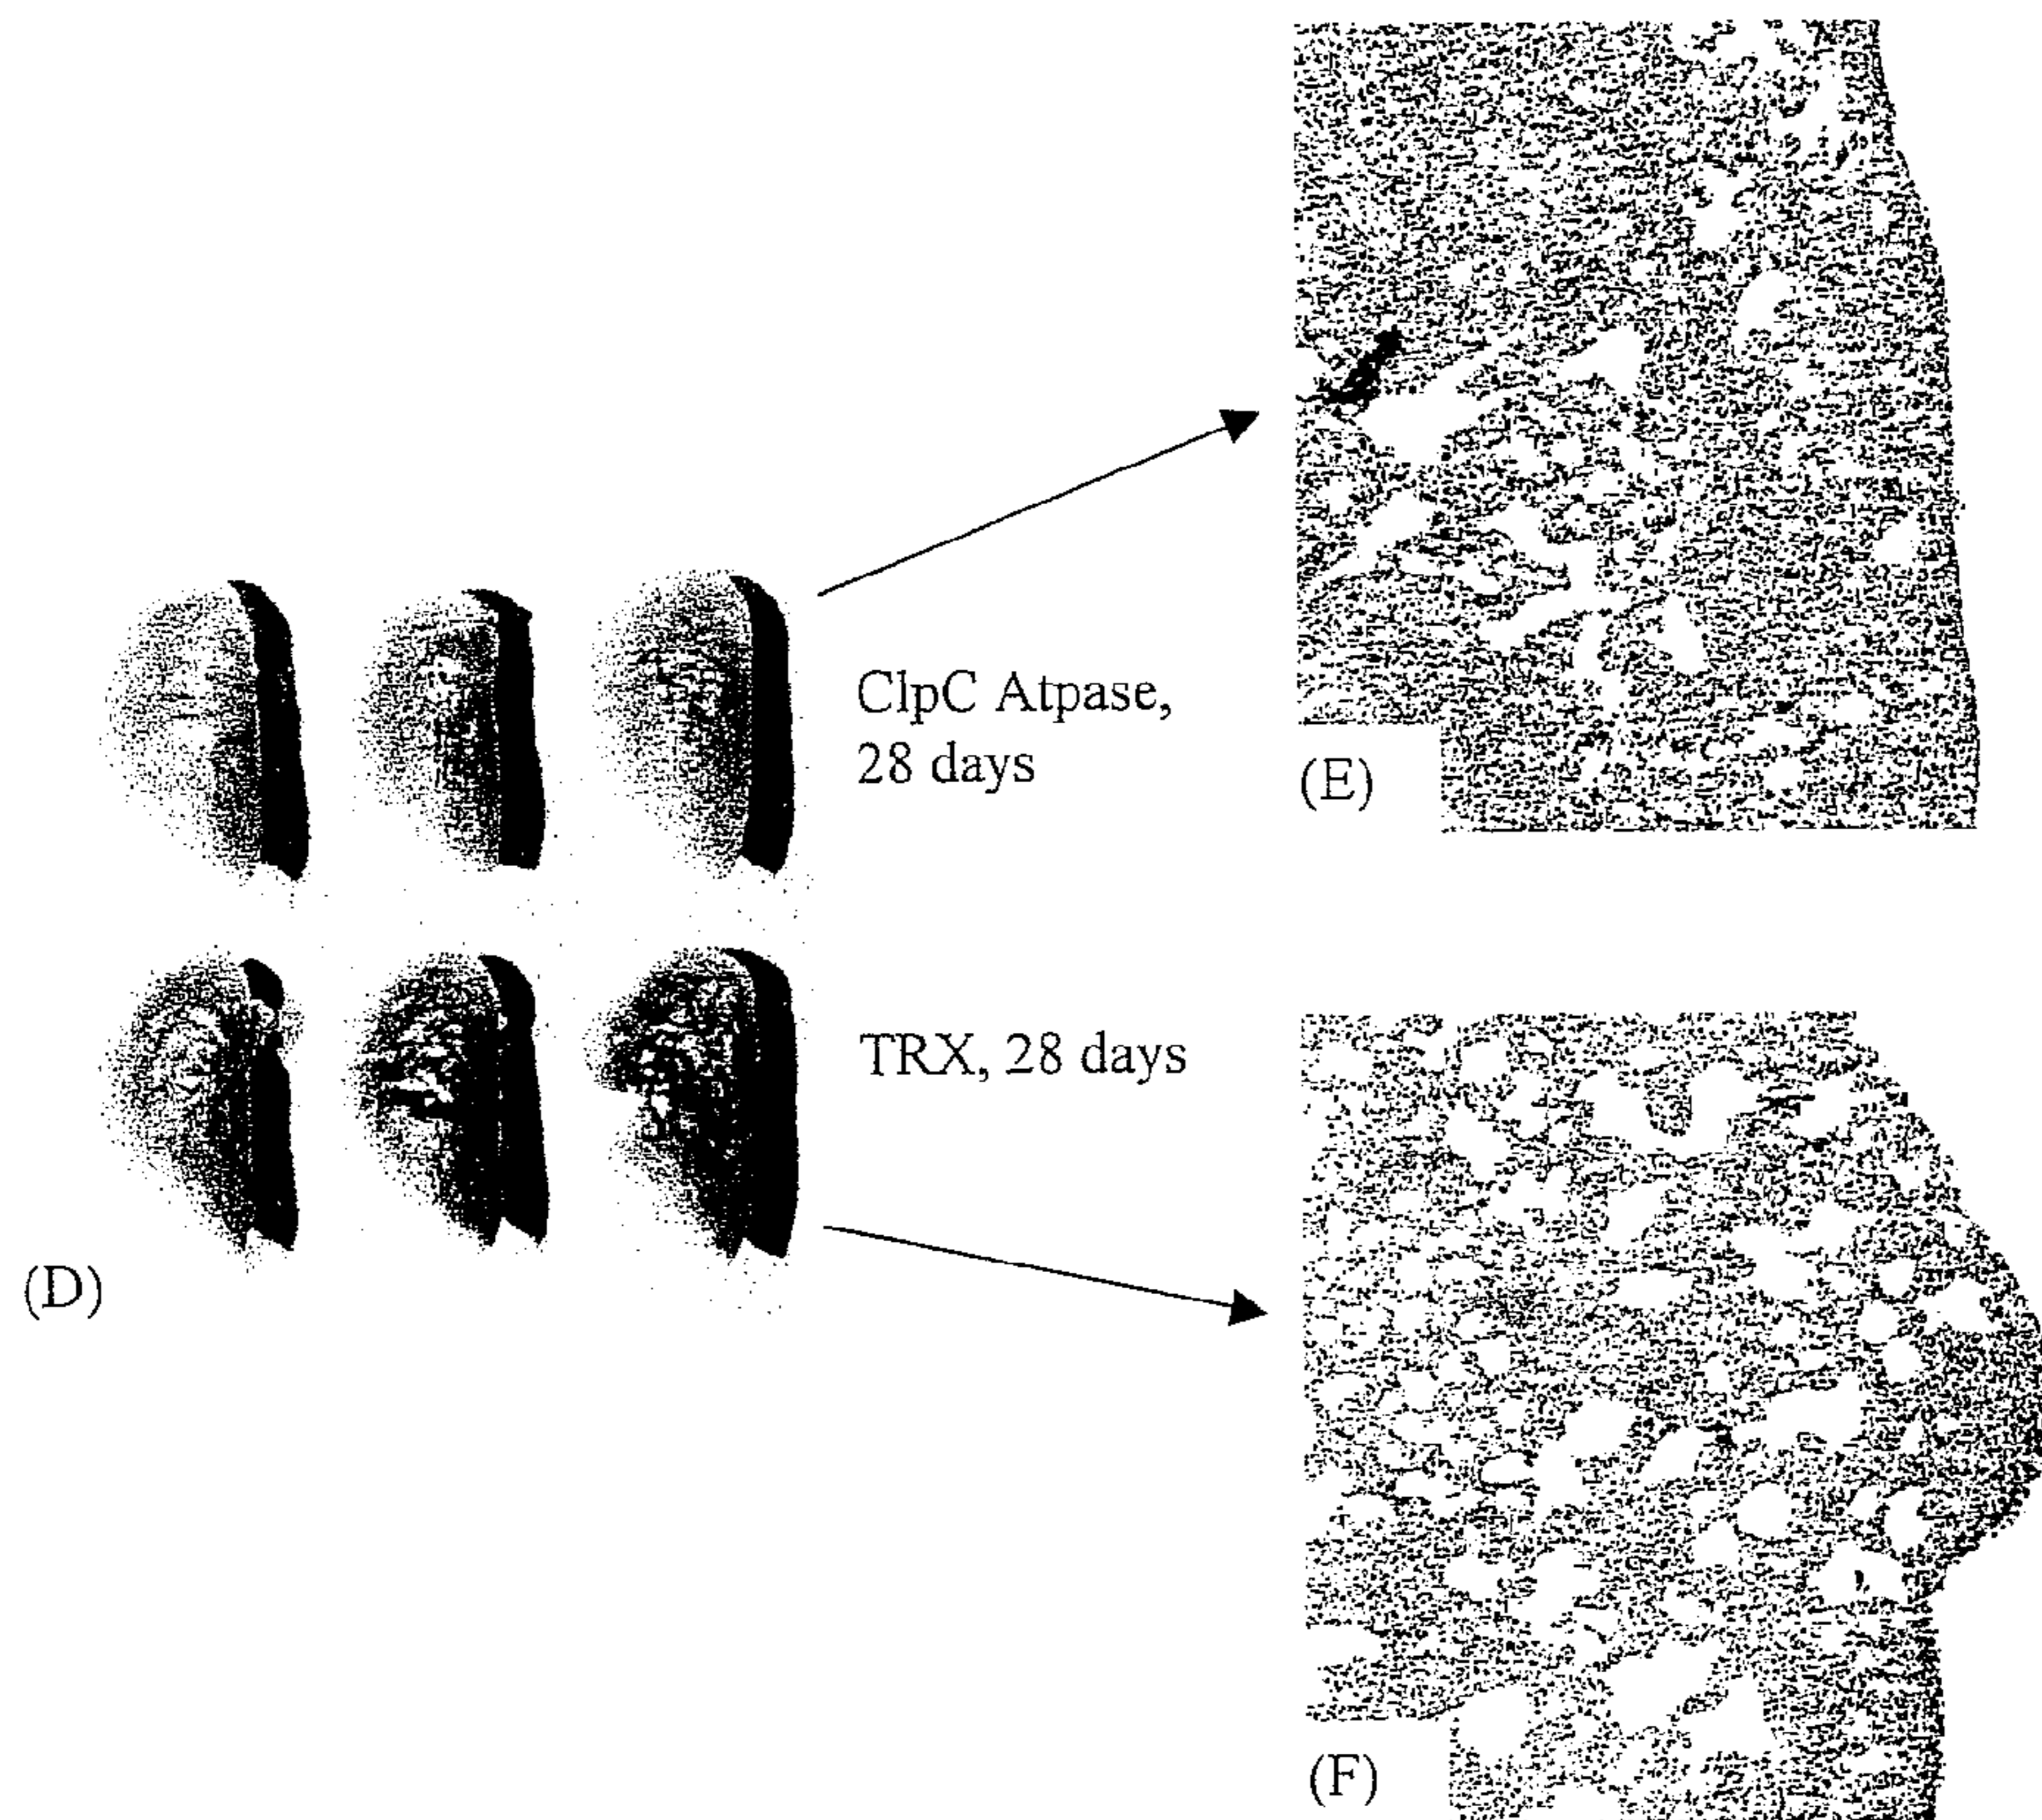 ClpC Atpase,
28 days
(E)
TRX, 28 days
(D)
(F)